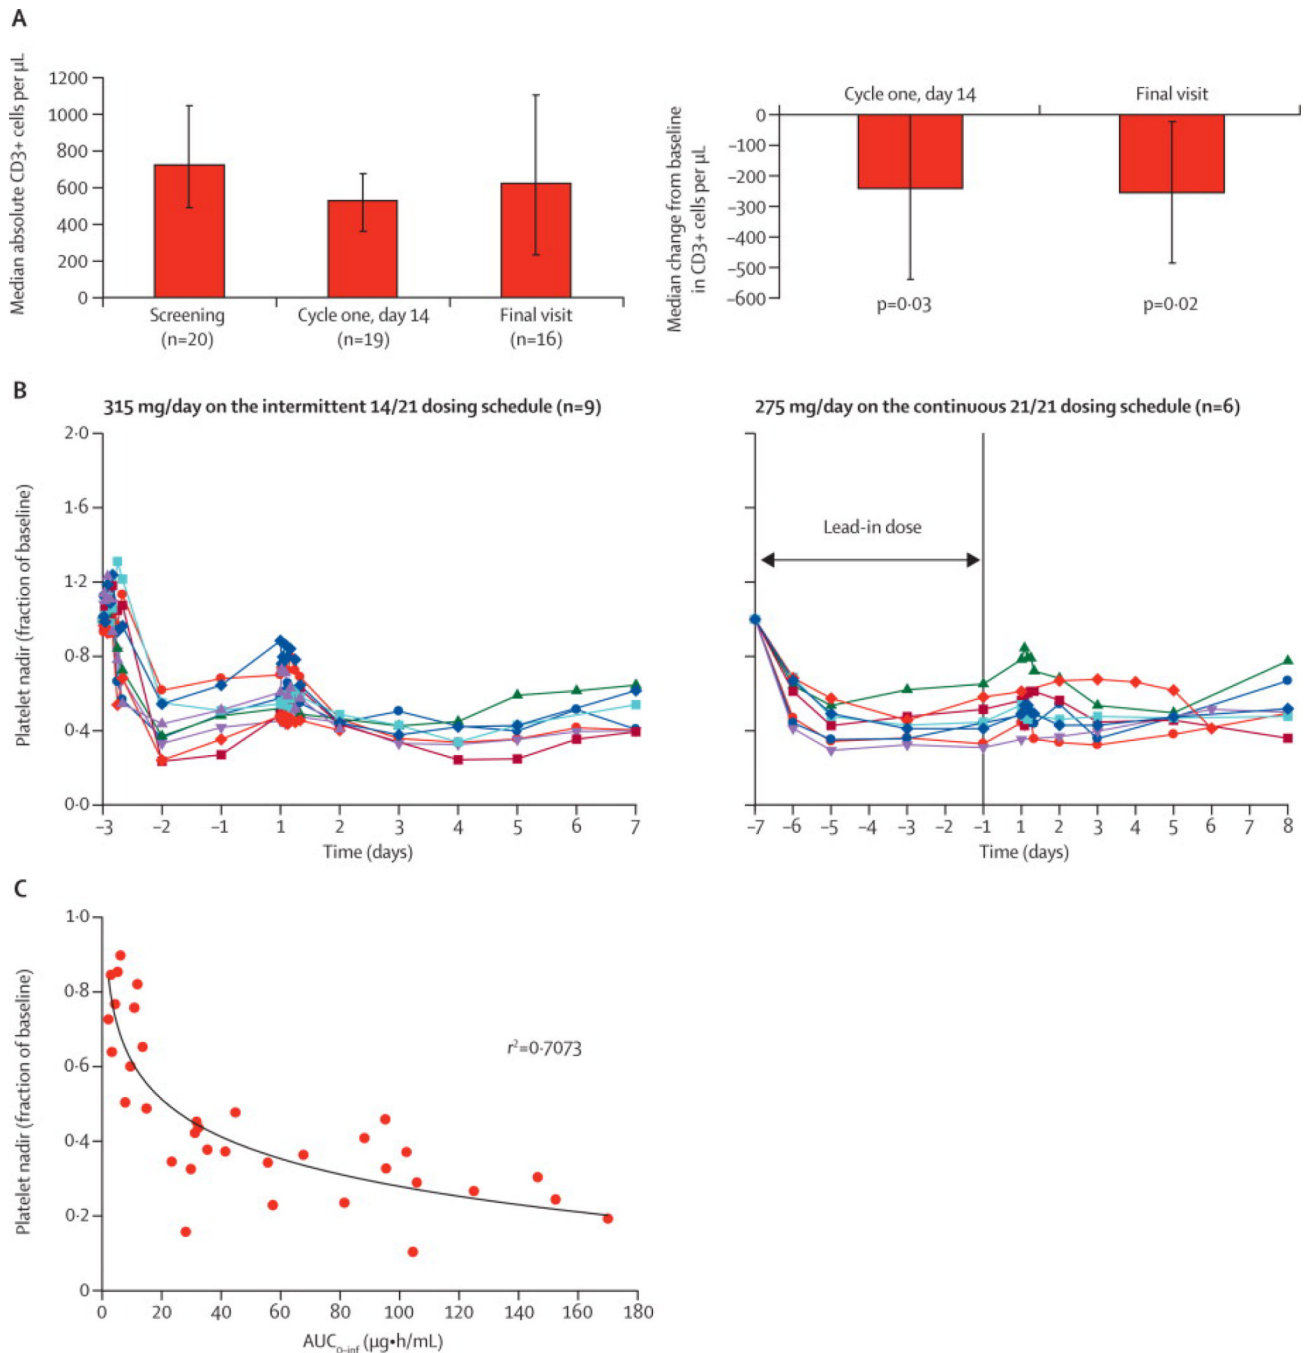 A
Median absolute CD3+ cells per µL
1200
1000
800
600
400
200
0
Screening
(n=20)
Cycle one, day 14
(n=19)
Final visit
(n=16)
Median change from baseline
in CD3+ cells per µL
Cycle one, day 14
Final visit
0
–100
–200
–300
–400
–500
–600
p=0·03
p=0·02
B
315 mg/day on the intermittent 14/21 dosing schedule (n=9)
Platelet nadir (fraction of baseline)
2·0
1·6
1·2
0·8
0·4
0·0
–3 –2 –1 1 2 3 4 5 6 7
Time (days)
275 mg/day on the continuous 21/21 dosing schedule (n=6)
Lead-in dose
–7 –6 –5 –3 –2 –1 1 2 3 4 5 6 8
Time (days)
C
Platelet nadir (fraction of baseline)
1·0
0·8
0·6
0·4
0·2
0
r²=0·7073
0 20 40 60 80 100 120 140 160 180
AUC₀₋inf (µg•h/mL)